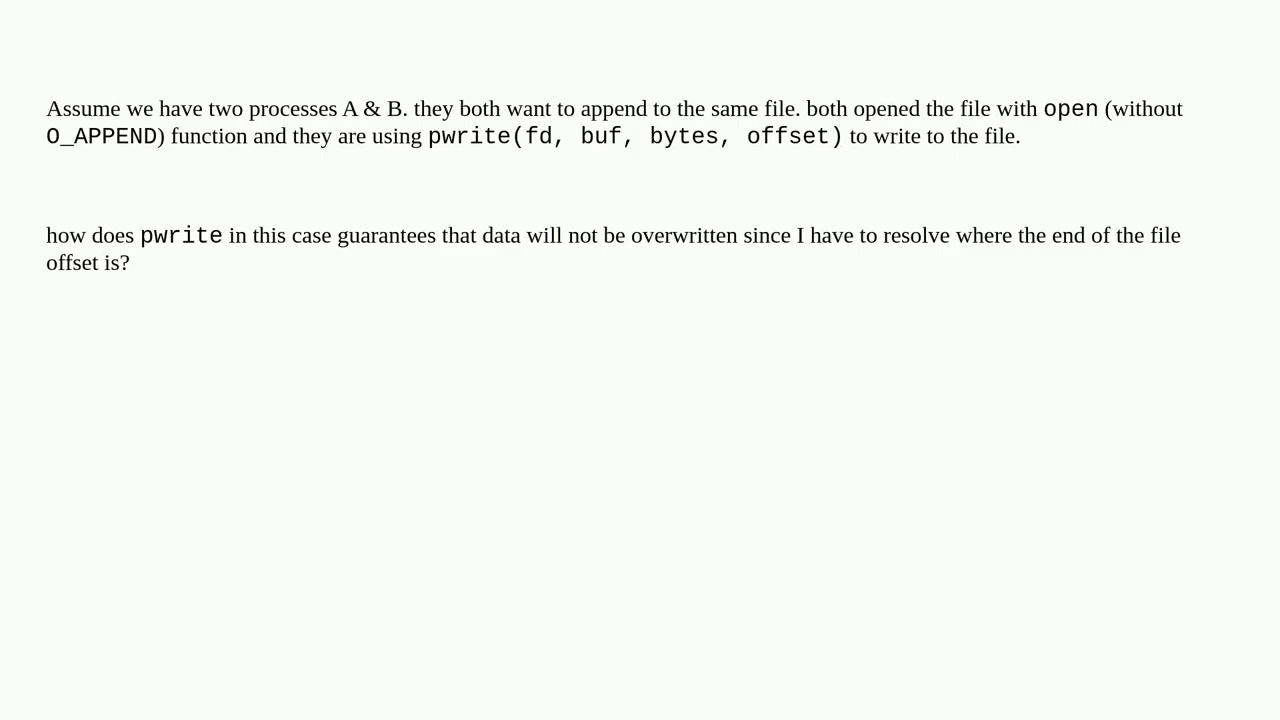 Assume we have two processes A & B. they both want to append to the same file. both opened the file with open (without
O_APPEND) function and they are using pwrite(fd, buf, bytes, offset) to write to the file.
how does pwrite in this case guarantees that data will not be overwritten since I have to resolve where the end of the file
offset is?